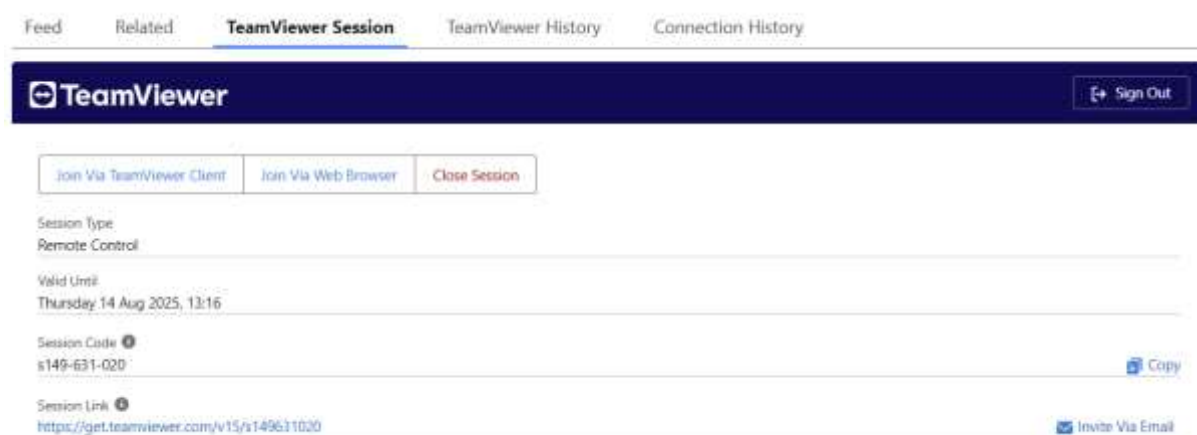 Feed Related TeamViewer Session TeamViewer History Connection History
TeamViewer Sign Out
Join Via TeamViewer Client Join Via Web Browser Close Session
Session Type
Remote Control
Valid Until
Thursday 14 Aug 2025, 13:16
Session Code
s149-631-020 Copy
Session Link
https://get.teamviewer.com/v15/s149631020 Invite Via Email